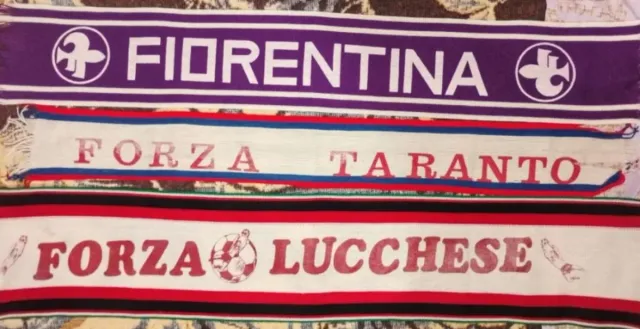 FIORENTINA
FORZA TARANTO
FORZA LUCCHESE